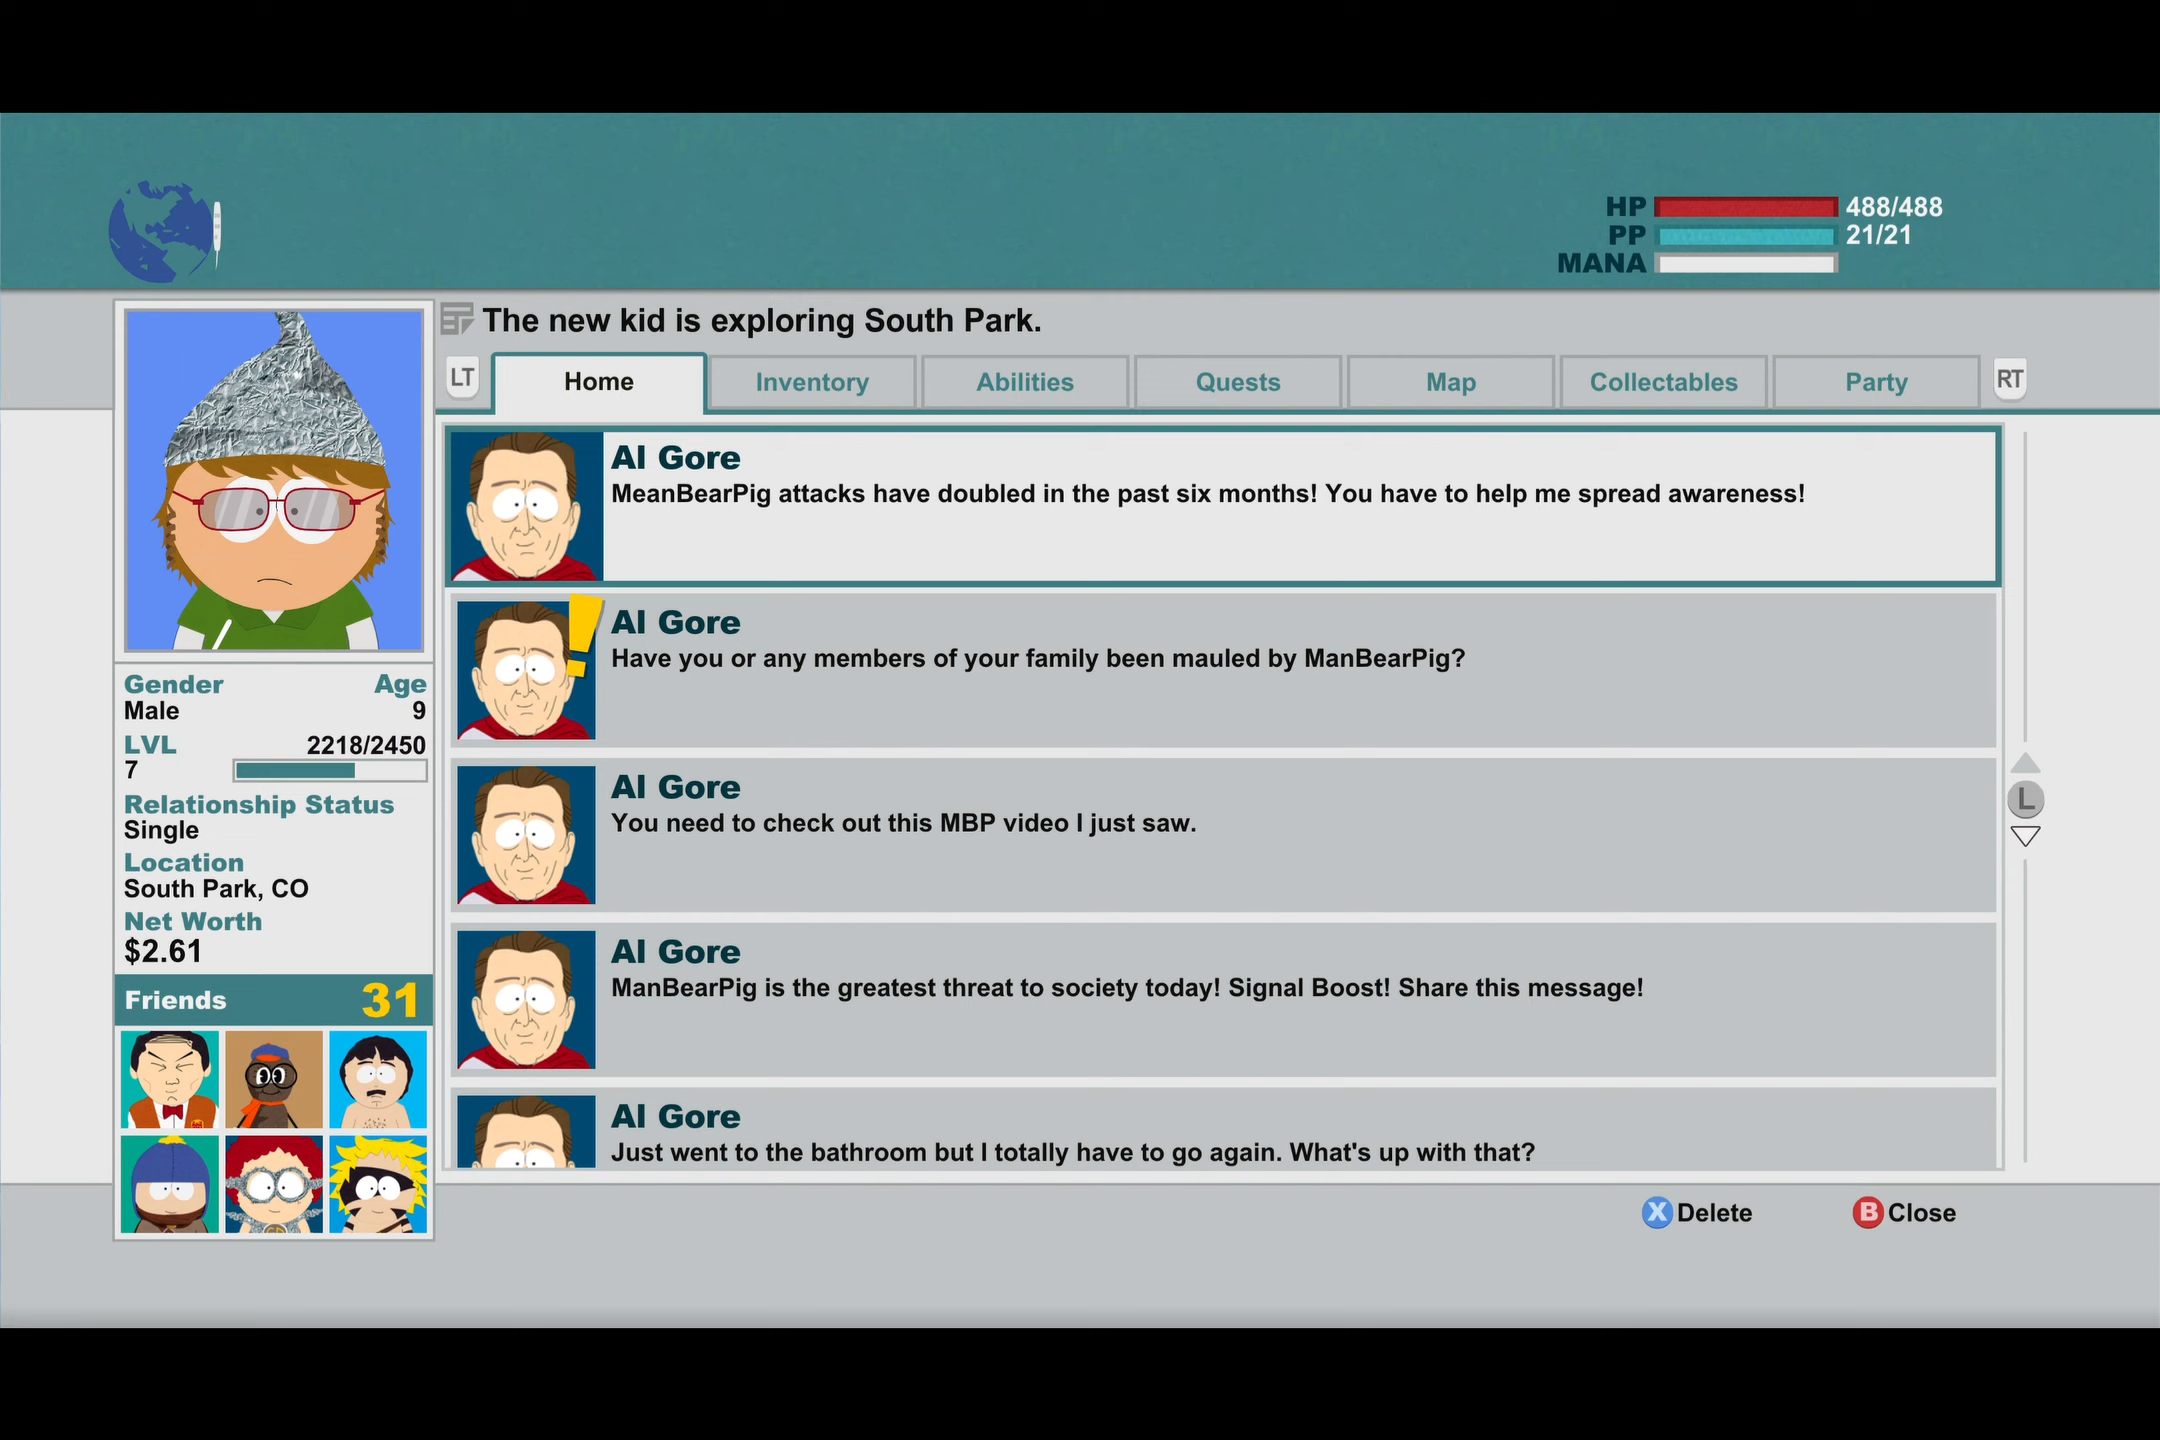 HP 488/488
PP 21/21
MANA
The new kid is exploring South Park.
LT Home Inventory Abilities Quests Map Collectables Party RT
Al Gore
MeanBearPig attacks have doubled in the past six months! You have to help me spread awareness!
Al Gore
Have you or any members of your family been mauled by ManBearPig?
Al Gore
You need to check out this MBP video I just saw.
Al Gore
ManBearPig is the greatest threat to society today! Signal Boost! Share this message!
Al Gore
Just went to the bathroom but I totally have to go again. What's up with that?
L
Gender Age
Male 9
LVL 2218/2450
7
Relationship Status
Single
Location
South Park, CO
Net Worth
$2.61
Friends 31
X Delete B Close